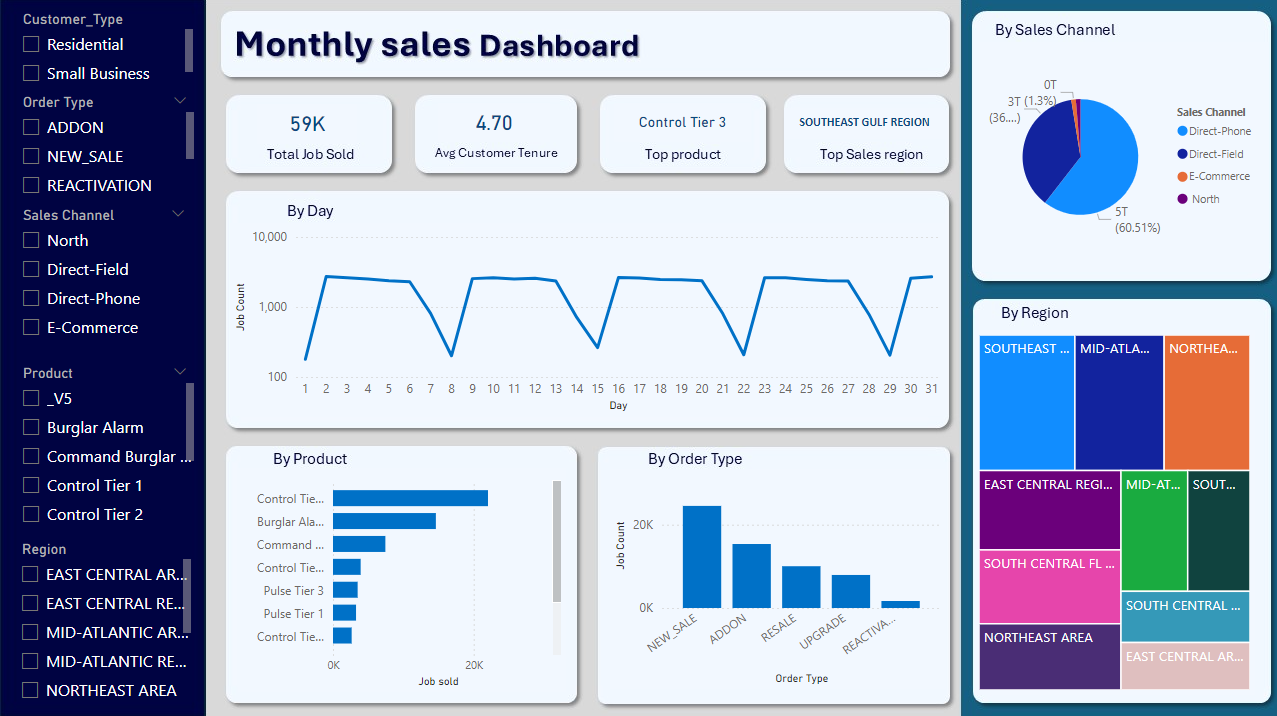 Customer_Type
Residential
Small Business
Order Type
ADDON
NEW_SALE
REACTIVATION
Sales Channel
North
Direct-Field
Direct-Phone
E-Commerce
Product
_V5
Burglar Alarm
Command Burglar ...
Control Tier 1
Control Tier 2
Region
EAST CENTRAL AR...
EAST CENTRAL RE...
MID-ATLANTIC AR...
MID-ATLANTIC RE...
NORTHEAST AREA
Monthly sales Dashboard
59K
Total Job Sold
4.70
Avg Customer Tenure
Control Tier 3
Top product
SOUTHEAST GULF REGION
Top Sales region
By Day
10,000
1,000
100
Job Count
1 2 3 4 5 6 7 8 9 10 11 12 13 14 15 16 17 18 19 20 21 22 23 24 25 26 27 28 29 30 31
Day
By Product
Control Tie...
Burglar Ala...
Command ...
Control Tie...
Pulse Tier 3
Pulse Tier 1
Control Tie...
0K 20K
Job sold
By Order Type
20K
0K
Job Count
NEW_SALE
ADDON
RESALE
UPGRADE
REACTIVA...
Order Type
By Sales Channel
0T
(1.3%)
3T
(36....)
5T
(60.51%)
Sales Channel
Direct-Phone
Direct-Field
E-Commerce
North
By Region
SOUTHEAST ...
MID-ATLA...
NORTHEA...
EAST CENTRAL REGI...
MID-AT...
SOUT...
SOUTH CENTRAL FL ...
SOUTH CENTRAL ...
NORTHEAST AREA
EAST CENTRAL AR...